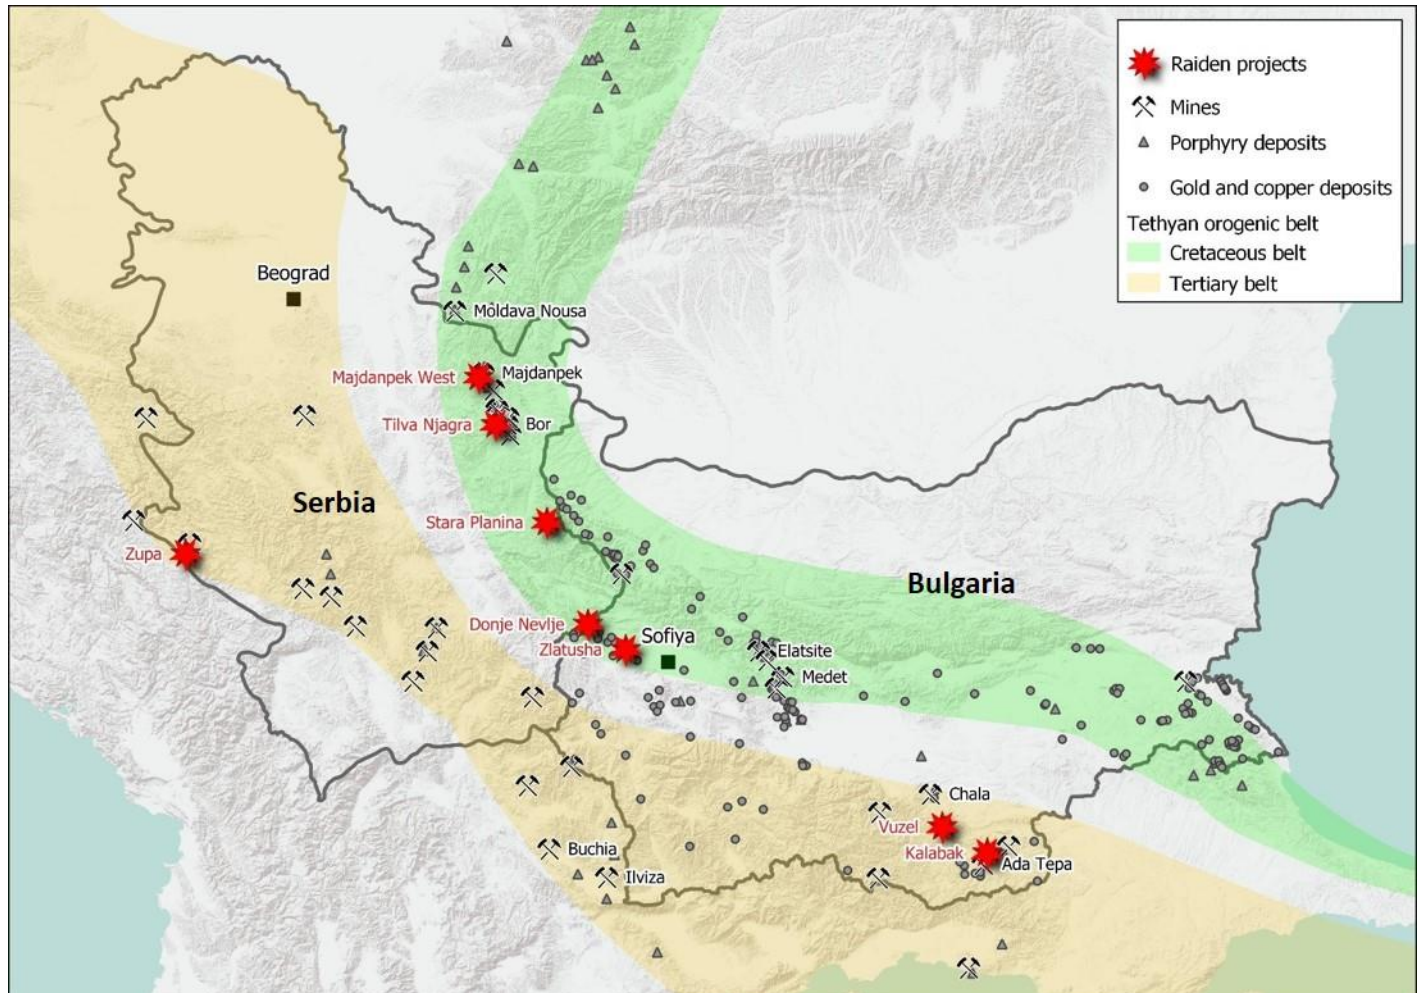 Raiden projects
Mines
Porphyry deposits
Gold and copper deposits
Tethyan orogenic belt
Cretaceous belt
Tertiary belt
Beograd
Moldava Nousa
Majdanpek West
Majdanpek
Tilva Njagra
Bor
Serbia
Stara Planina
Zupa
Bulgaria
Donje Nevlje
Zlatusha
Sofiya
Elatsite
Medet
Chala
Vuzel
Kalabak
Ada Tepa
Buchia
Ilviza